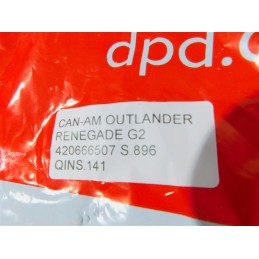 dpd.
CAN-AM OUTLANDER
RENEGADE G2
420666507 S.896
QINS.141